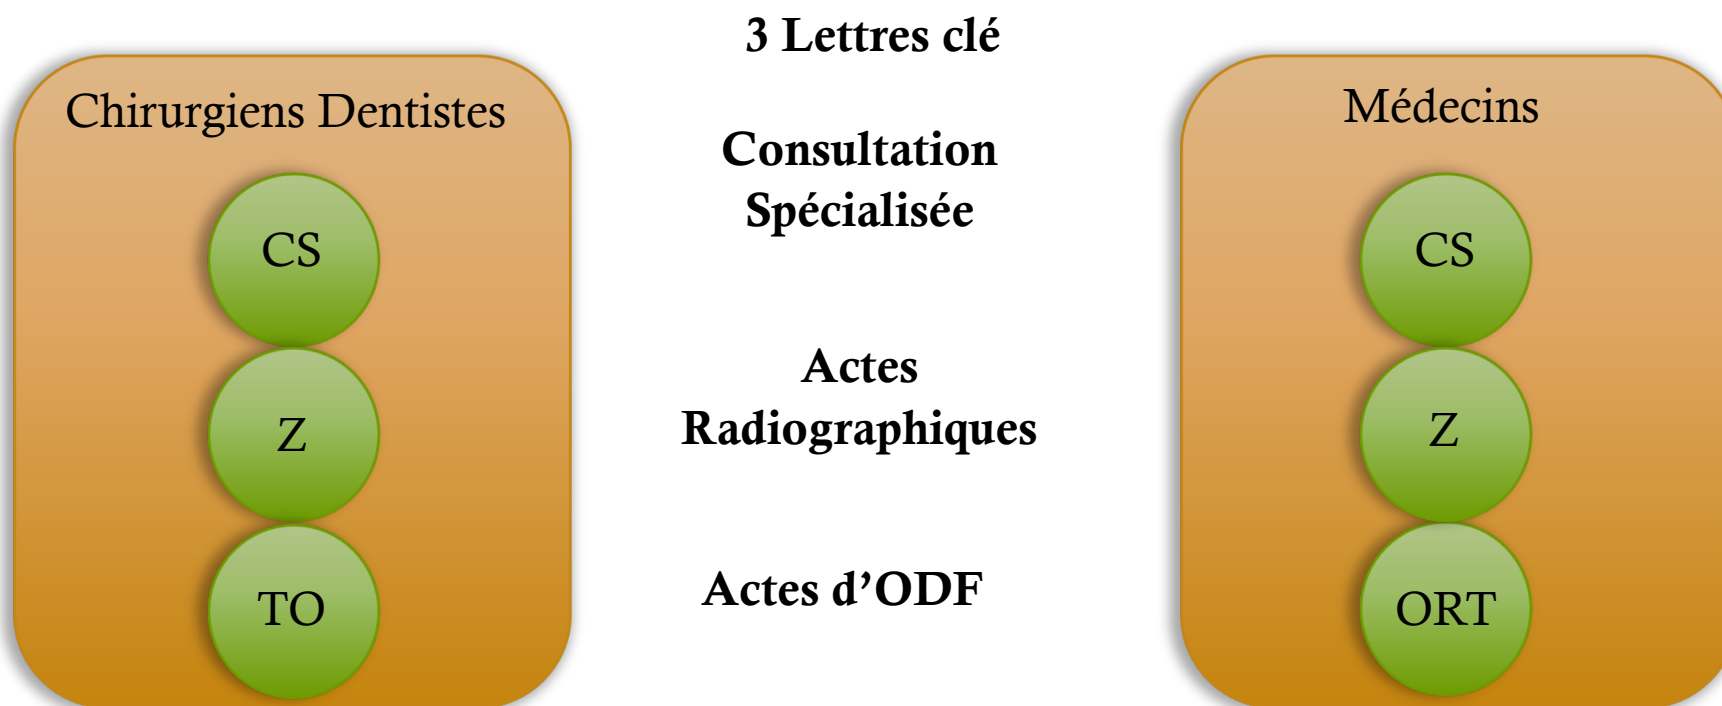 3 Lettres clé
Chirurgiens Dentistes
CS
Z
TO
Consultation
Spécialisée
Actes
Radiographiques
Actes d’ODF
Médecins
CS
Z
ORT